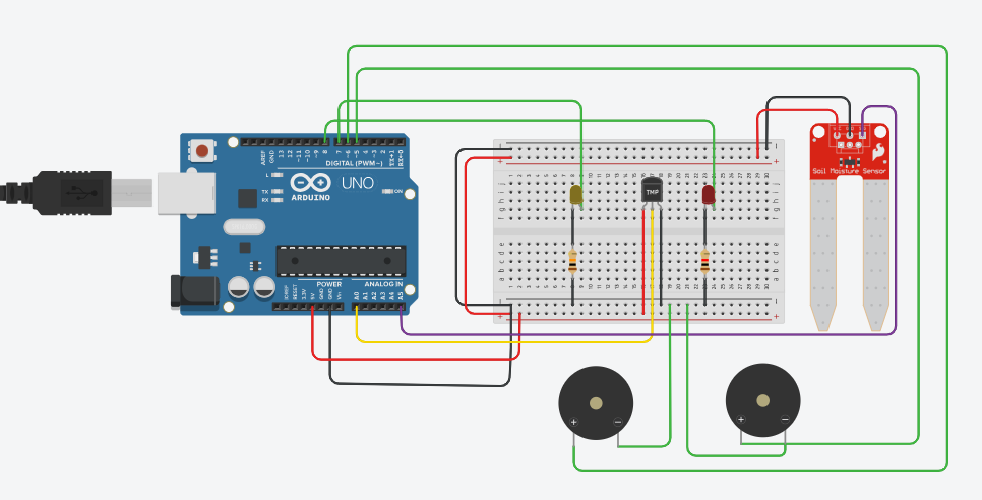 AREF
GND
13
12
~11
~10
~9
8
7
~6
~5
4
~3
2
TX→1
RX←0
DIGITAL (PWM~)
L
TX
RX
UNO
ARDUINO
ON
POWER
ANALOG IN
IOREF
RESET
3.3V
5V
GND
GND
Vin
A0
A1
A2
A3
A4
A5
TMP
Soil Moisture Sensor